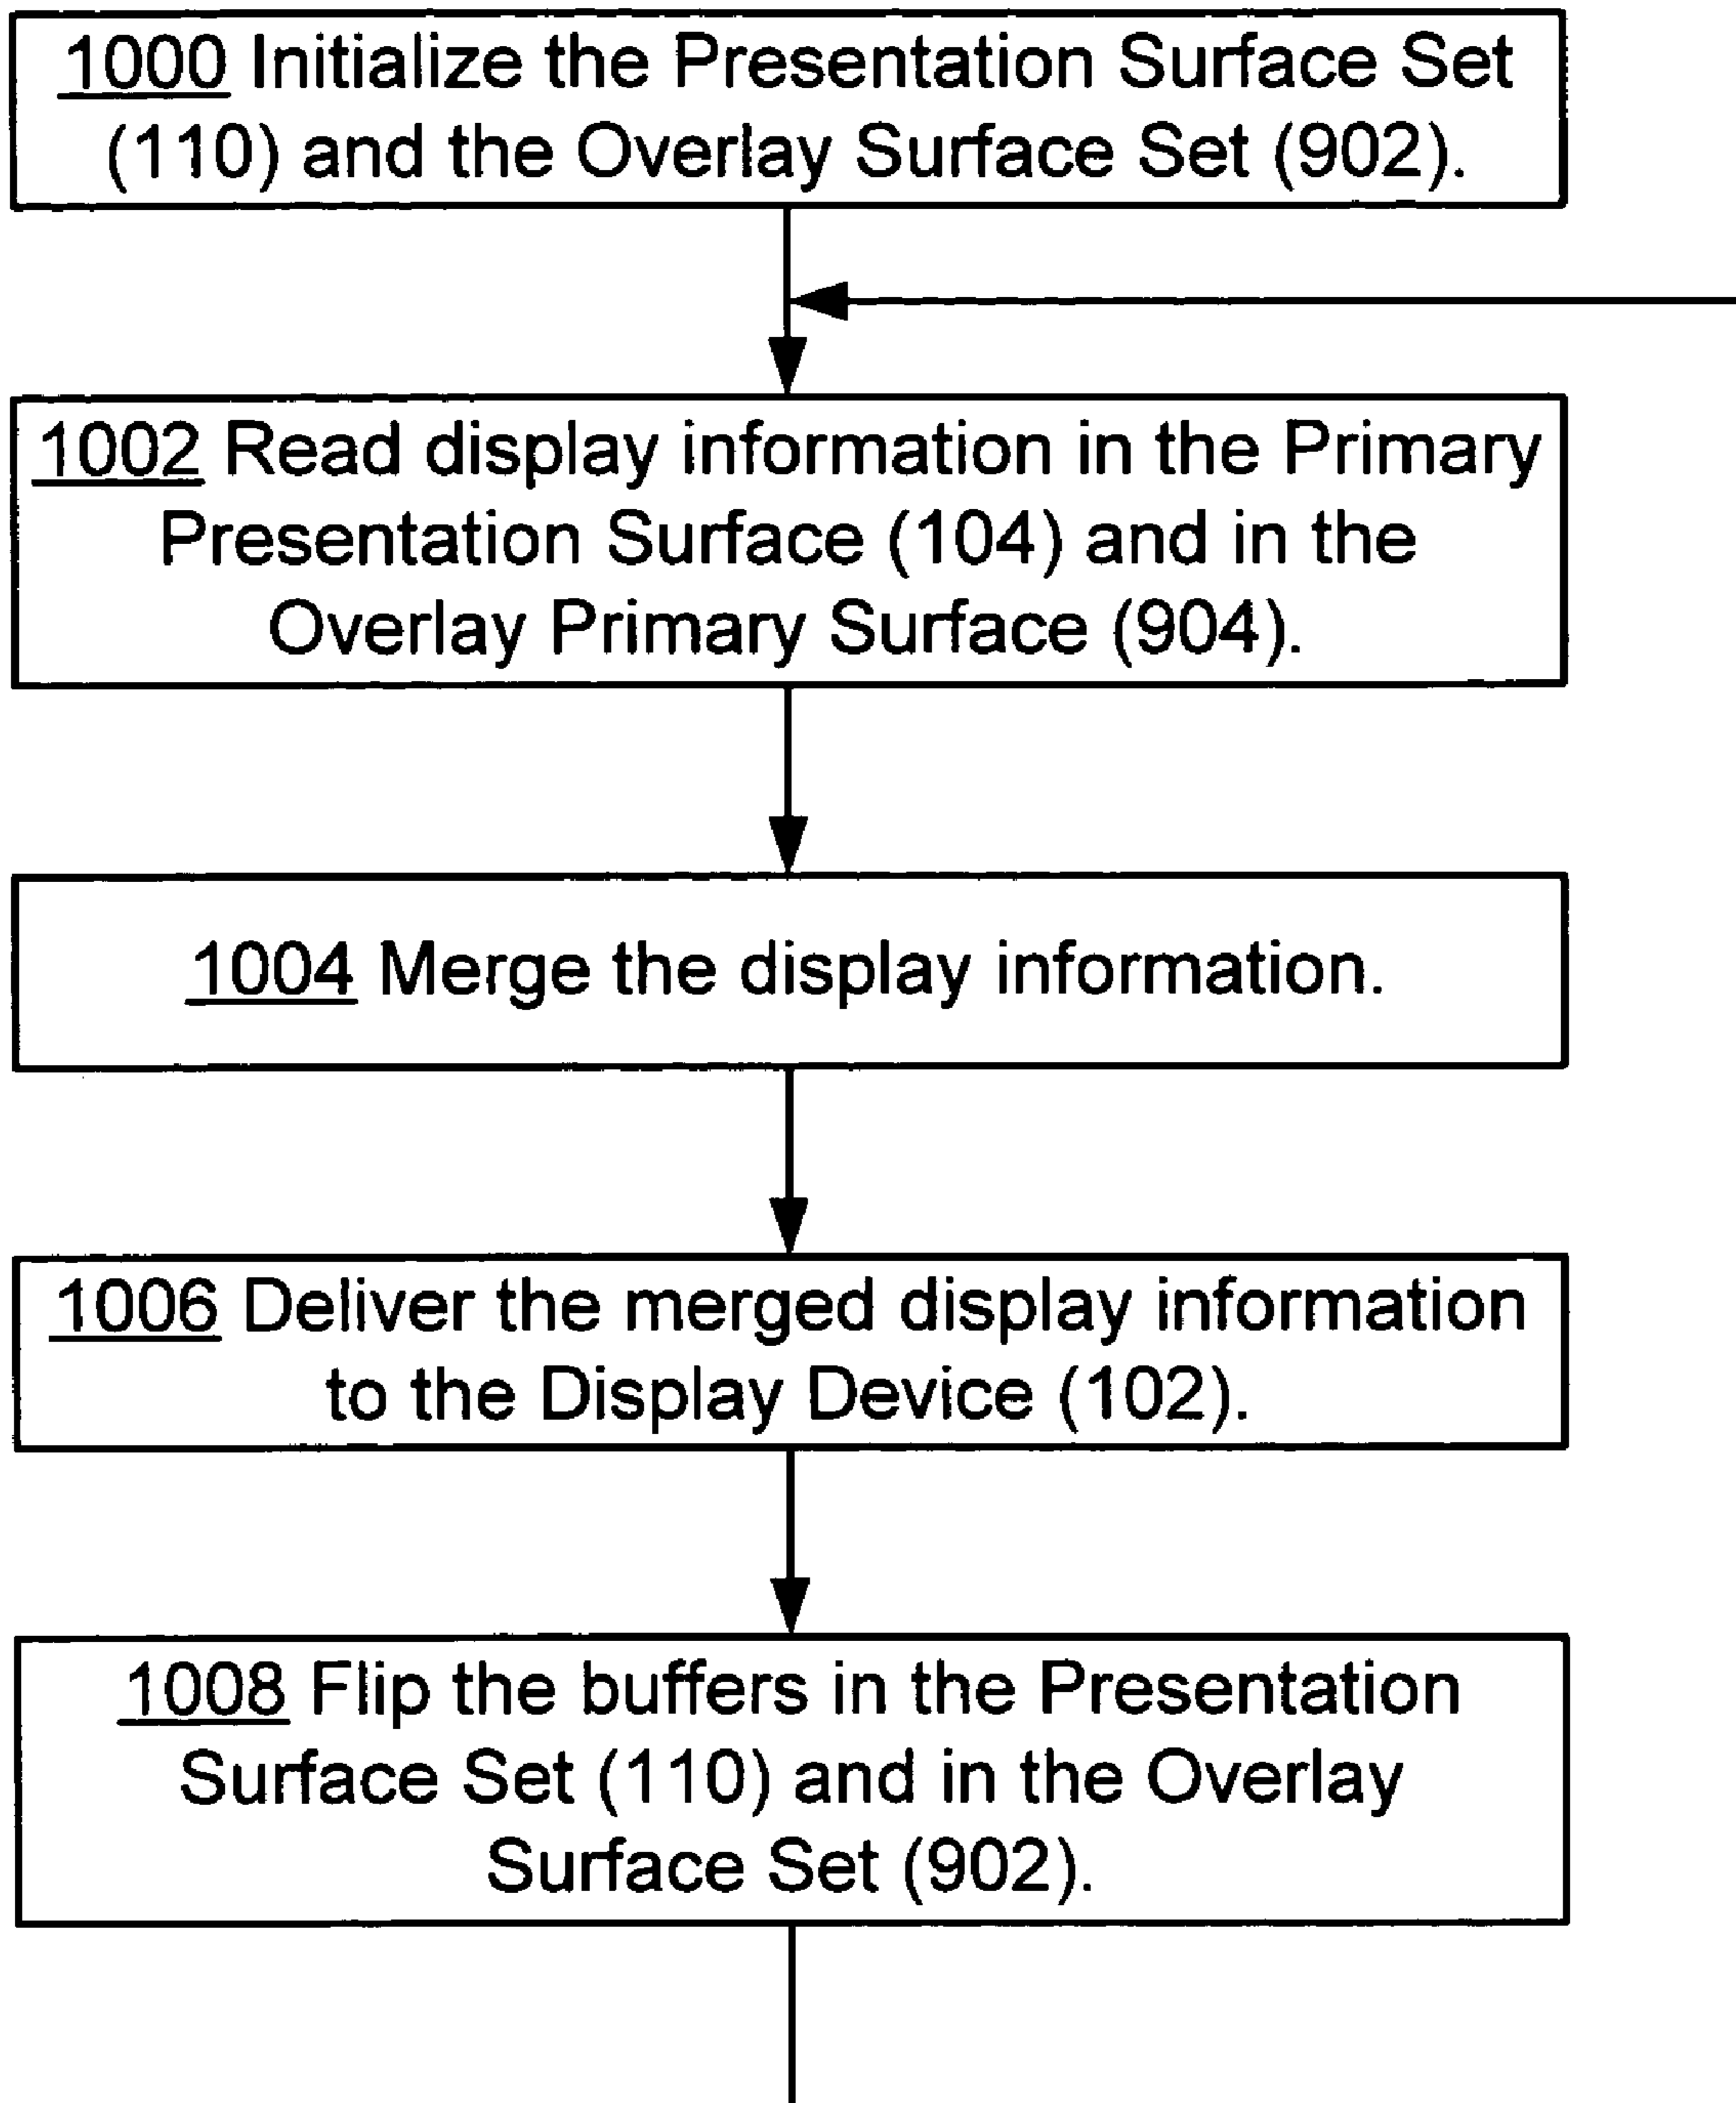 1000 Initialize the Presentation Surface Set
(110) and the Overlay Surface Set (902).
1002 Read display information in the Primary
Presentation Surface (104) and in the
Overlay Primary Surface (904).
1004 Merge the display information.
1006 Deliver the merged display information
to the Display Device (102).
1008 Flip the buffers in the Presentation
Surface Set (110) and in the Overlay
Surface Set (902).